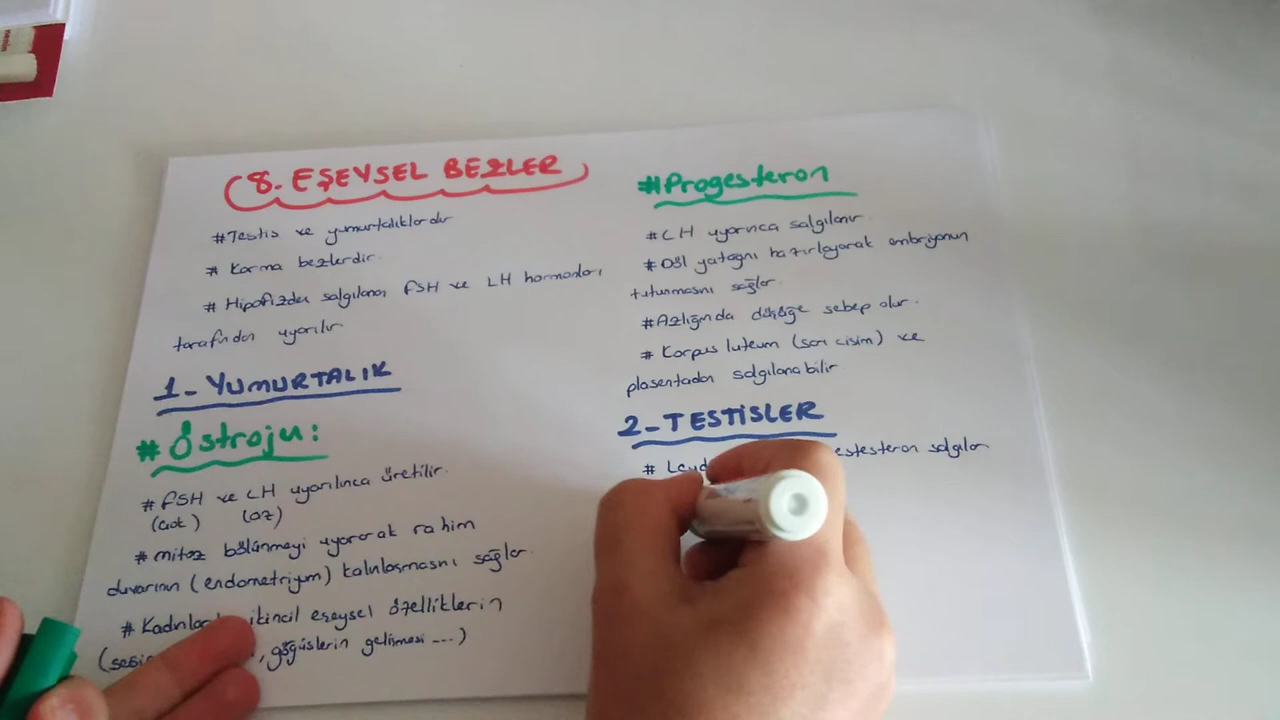 8. EŞEYSEL BEZLER
#Testis ve yumurtalıklardır
# Karma bezlerdir.
# Hipofizden salgılanan FSH ve LH hormonları
tarafından uyarılır
1- YUMURTALIK
# Östrojen:
# FSH ve LH uyarılınca üretilir.
(çok) (az)
# mitoz bölünmeyi uyararak rahim
duvarının (endometriyum) kalınlaşmasını sağlar.
# ikincil eşeysel özelliklerin
, göğüslerin gelişmesi ---)
#Progesteron
#LH uyarınca salgılanır.
#Döl yatağını hazırlayarak embriyonun
tutunmasını sağlar.
#Azlığında düşüğe sebep olur.
# Korpus luteum (sarı cisim) ve
plasentadan salgılanabilir
2-TESTİSLER
# salgılar